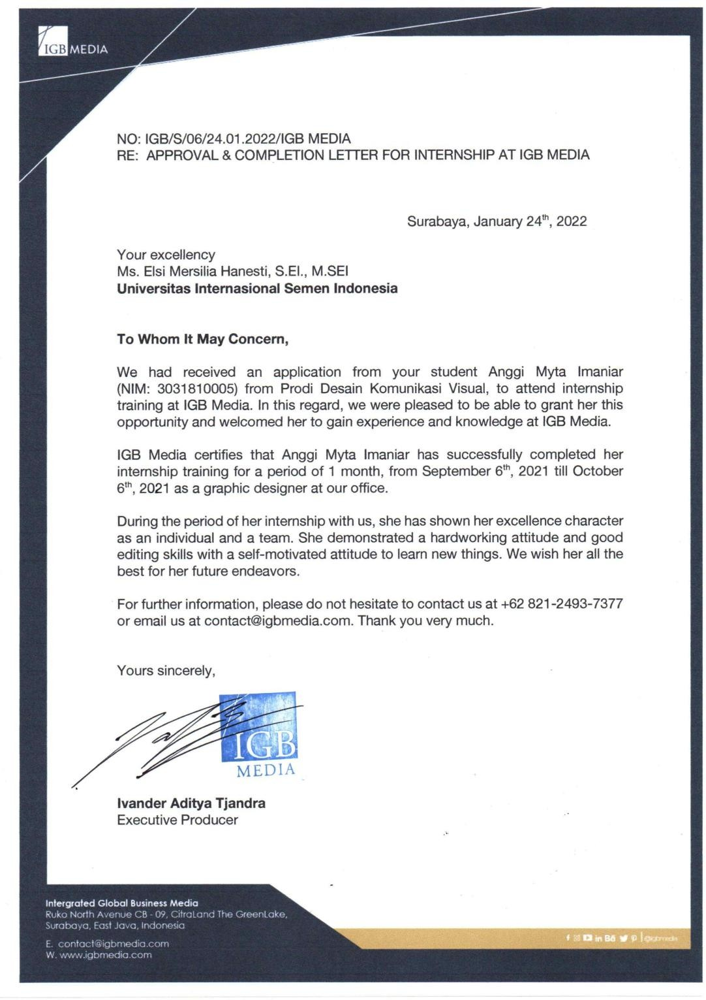 IGB MEDIA
NO: IGB/S/06/24.01.2022/IGB MEDIA
RE: APPROVAL & COMPLETION LETTER FOR INTERNSHIP AT IGB MEDIA
Surabaya, January 24th, 2022
Your excellency
Ms. Elsi Mersilia Hanesti, S.EI., M.SEI
Universitas Internasional Semen Indonesia
To Whom It May Concern,
We had received an application from your student Anggi Myta Imaniar
(NIM: 3031810005) from Prodi Desain Komunikasi Visual, to attend internship
training at IGB Media. In this regard, we were pleased to be able to grant her this
opportunity and welcomed her to gain experience and knowledge at IGB Media.
IGB Media certifies that Anggi Myta Imaniar has successfully completed her
internship training for a period of 1 month, from September 6th, 2021 till October
6th, 2021 as a graphic designer at our office.
During the period of her internship with us, she has shown her excellence character
as an individual and a team. She demonstrated a hardworking attitude and good
editing skills with a self-motivated attitude to learn new things. We wish her all the
best for her future endeavors.
For further information, please do not hesitate to contact us at +62 821-2493-7377
or email us at contact@igbmedia.com. Thank you very much.
Yours sincerely,
IGB
MEDIA
Ivander Aditya Tjandra
Executive Producer
Intergrated Global Business Media
Ruko North Avenue CB - 09, CitraLand The GreenLake,
Surabaya, East Java, Indonesia
E. contact@igbmedia.com
W. www.igbmedia.com
@igbmedia